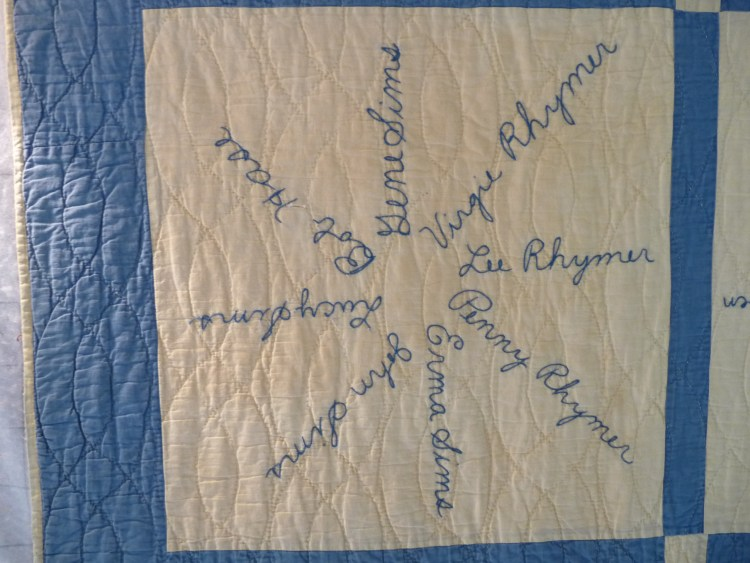 Gene Sims
Virgie Rhymer
Lee Rhymer
Penny Rhymer
Erma Sims
John Sims
Lucy Sims